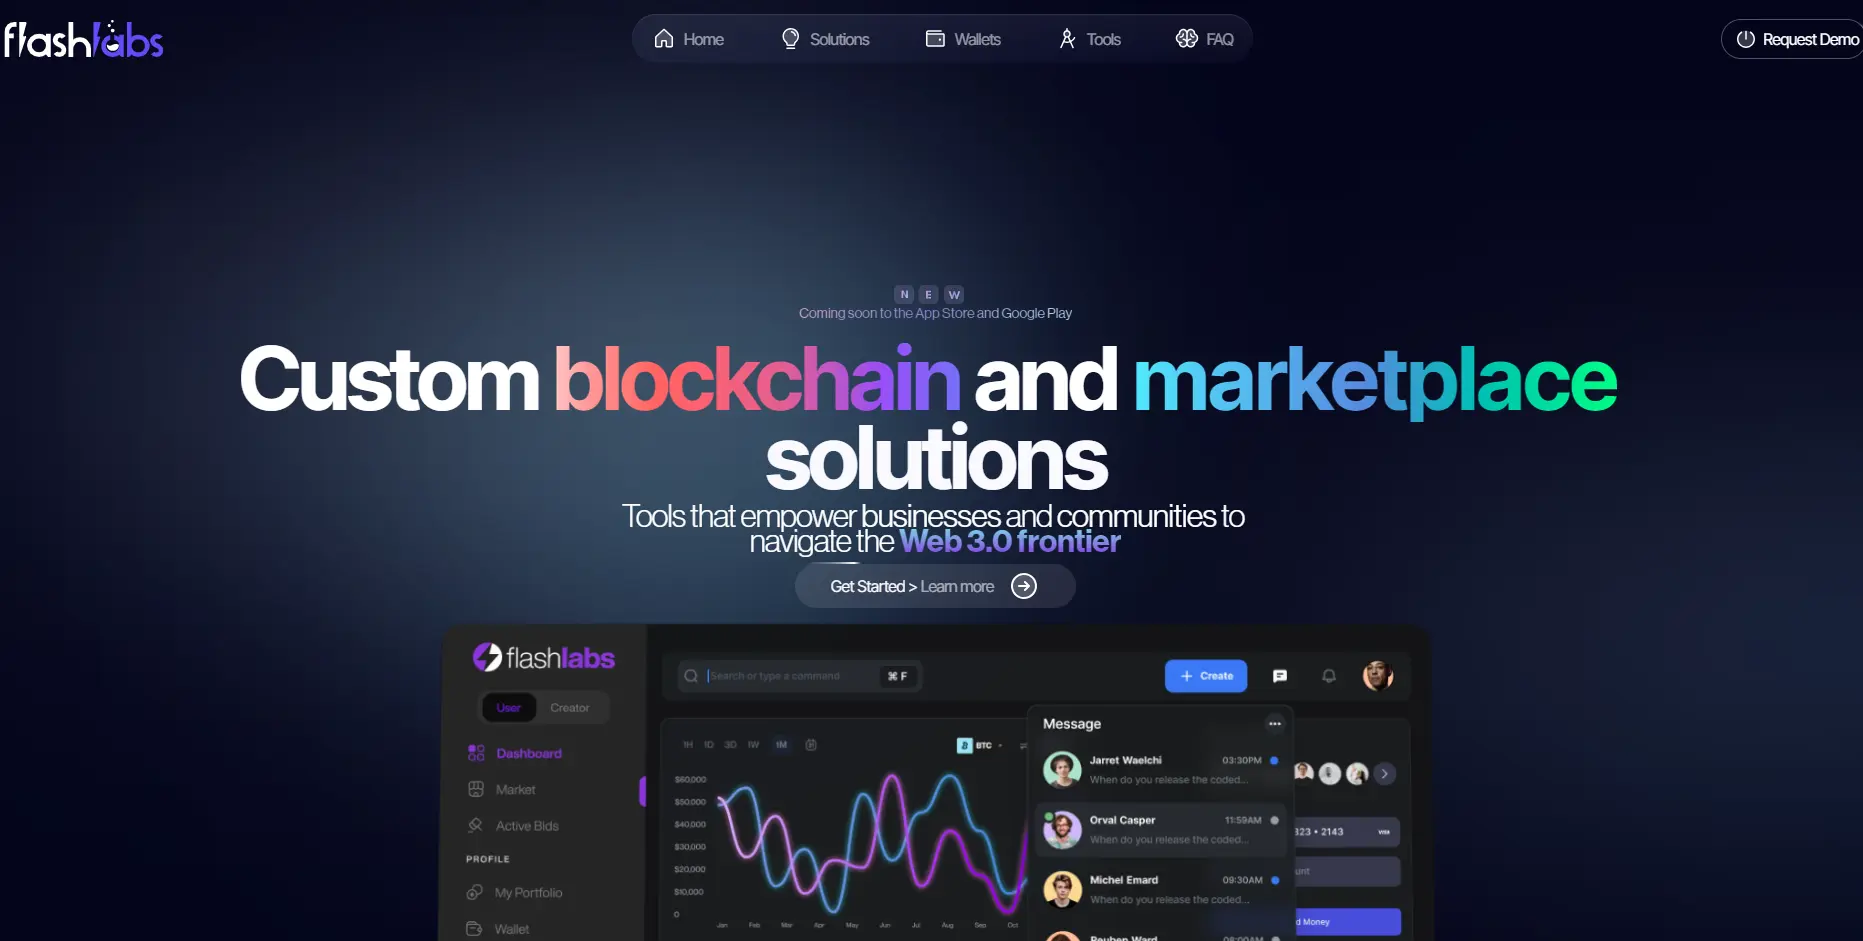 flashlabs
Home
Solutions
Wallets
Tools
FAQ
Request Demo
N E W
Coming soon to the App Store and Google Play
Custom blockchain and marketplace
solutions
Tools that empower businesses and communities to
navigate the Web 3.0 frontier
Get Started > Learn more
flashlabs
User
Creator
Dashboard
Market
Active Bids
PROFILE
My Portfolio
Wallet
Search or type a command
⌘ F
+ Create
1H 1D 3D 1W 1M
BTC
$60,000
$50,000
$40,000
$30,000
$20,000
$10,000
0
Jan Feb Mar Apr May Jun Jul Aug Sep Oct
Message
Jarret Waelchi
03:30PM
When do you release the coded...
Orval Casper
11:59AM
When do you release the coded...
Michel Emard
09:30AM
When do you release the coded...
Reuben Ward
08:00AM
323 • 2143
VISA
unt
d Money